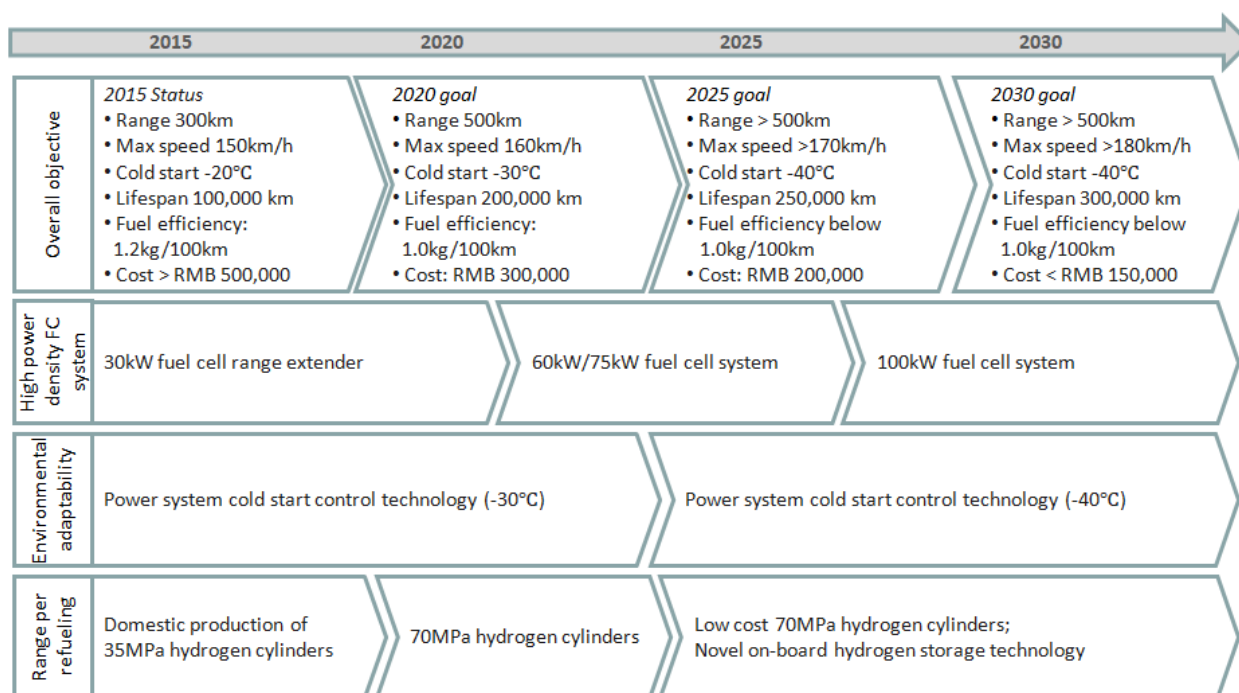 2015
2020
2025
2030
Overall objective
2015 Status
• Range 300km
• Max speed 150km/h
• Cold start -20℃
• Lifespan 100,000 km
• Fuel efficiency:
1.2kg/100km
• Cost > RMB 500,000
2020 goal
• Range 500km
• Max speed 160km/h
• Cold start -30℃
• Lifespan 200,000 km
• Fuel efficiency:
1.0kg/100km
• Cost: RMB 300,000
2025 goal
• Range > 500km
• Max speed >170km/h
• Cold start -40℃
• Lifespan 250,000 km
• Fuel efficiency below
1.0kg/100km
• Cost: RMB 200,000
2030 goal
• Range > 500km
• Max speed >180km/h
• Cold start -40℃
• Lifespan 300,000 km
• Fuel efficiency below
1.0kg/100km
• Cost < RMB 150,000
High power
density FC
system
30kW fuel cell range extender
60kW/75kW fuel cell system
100kW fuel cell system
Environmental
adaptability
Power system cold start control technology (-30℃)
Power system cold start control technology (-40℃)
Range per
refueling
Domestic production of
35MPa hydrogen cylinders
70MPa hydrogen cylinders
Low cost 70MPa hydrogen cylinders;
Novel on-board hydrogen storage technology